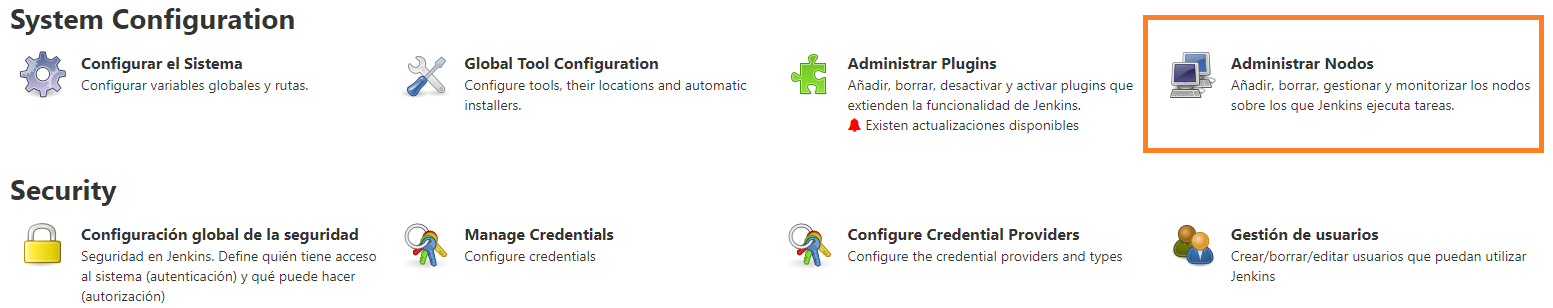 System Configuration
Configurar el Sistema
Configurar variables globales y rutas.
Global Tool Configuration
Configure tools, their locations and automatic
installers.
Administrar Plugins
Añadir, borrar, desactivar y activar plugins que
extienden la funcionalidad de Jenkins.
Existen actualizaciones disponibles
Administrar Nodos
Añadir, borrar, gestionar y monitorizar los nodos
sobre los que Jenkins ejecuta tareas.
Security
Configuración global de la seguridad
Seguridad en Jenkins. Define quién tiene acceso
al sistema (autenticación) y qué puede hacer
(autorización)
Manage Credentials
Configure credentials
Configure Credential Providers
Configure the credential providers and types
Gestión de usuarios
Crear/borrar/editar usuarios que puedan utilizar
Jenkins